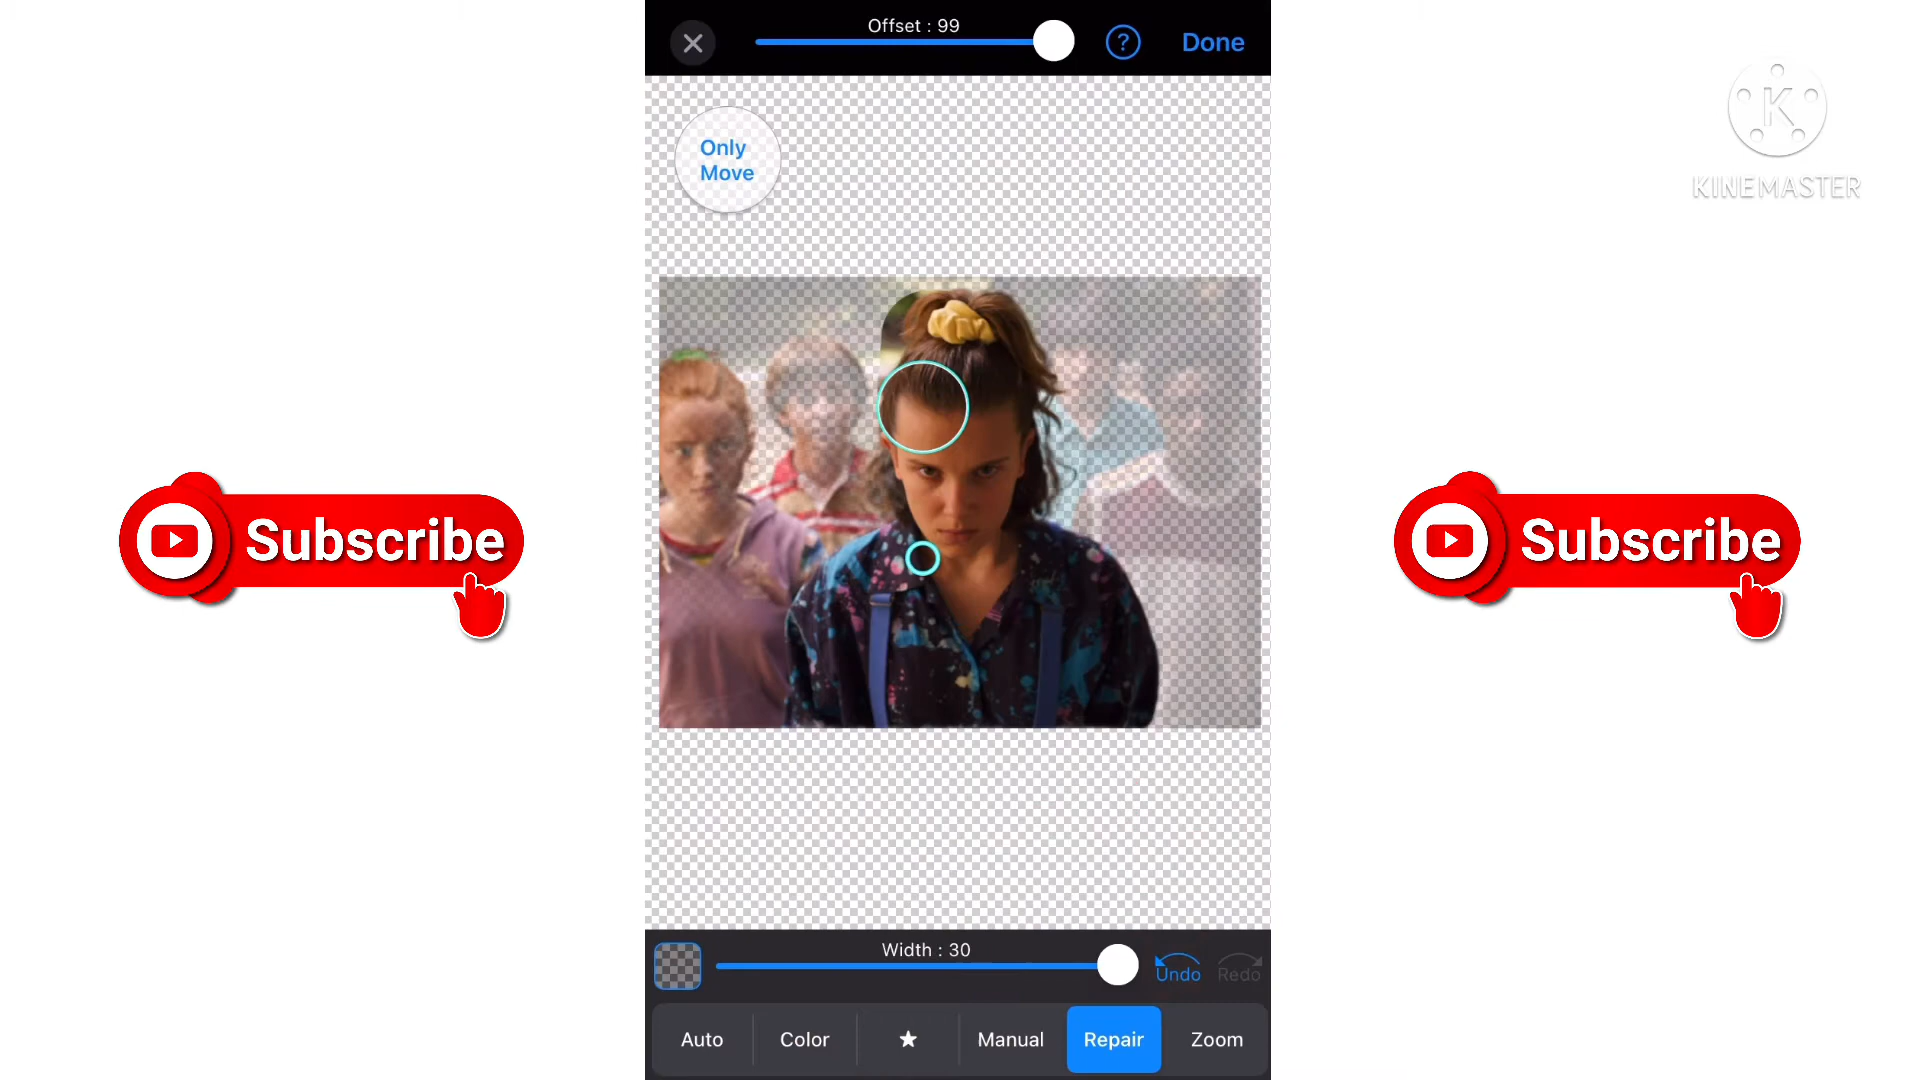 Offset : 99
?
Done
Only
Move
K
KINEMASTER
Subscribe
Subscribe
Width : 30
Undo
Redo
Auto
Color
Manual
Repair
Zoom